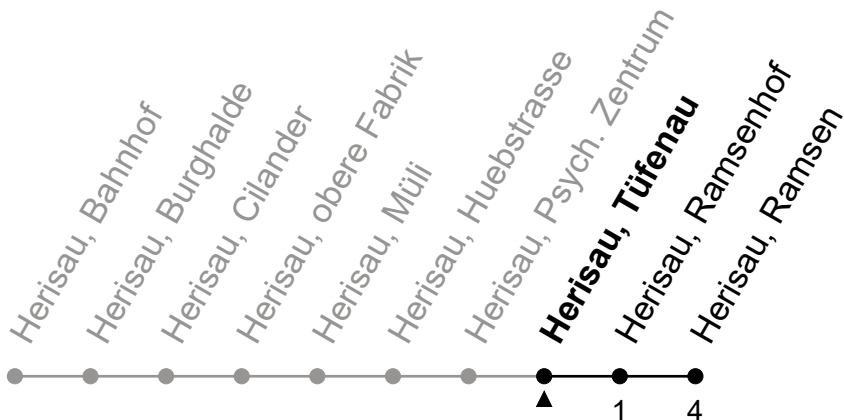 Herisau, Bahnhof
Herisau, Burghalde
Herisau, Cilander
Herisau, obere Fabrik
Herisau, Müli
Herisau, Huebstrasse
Herisau, Psych. Zentrum
Herisau, Tüfenau
Herisau, Ramsenhof
Herisau, Ramsen
1 4